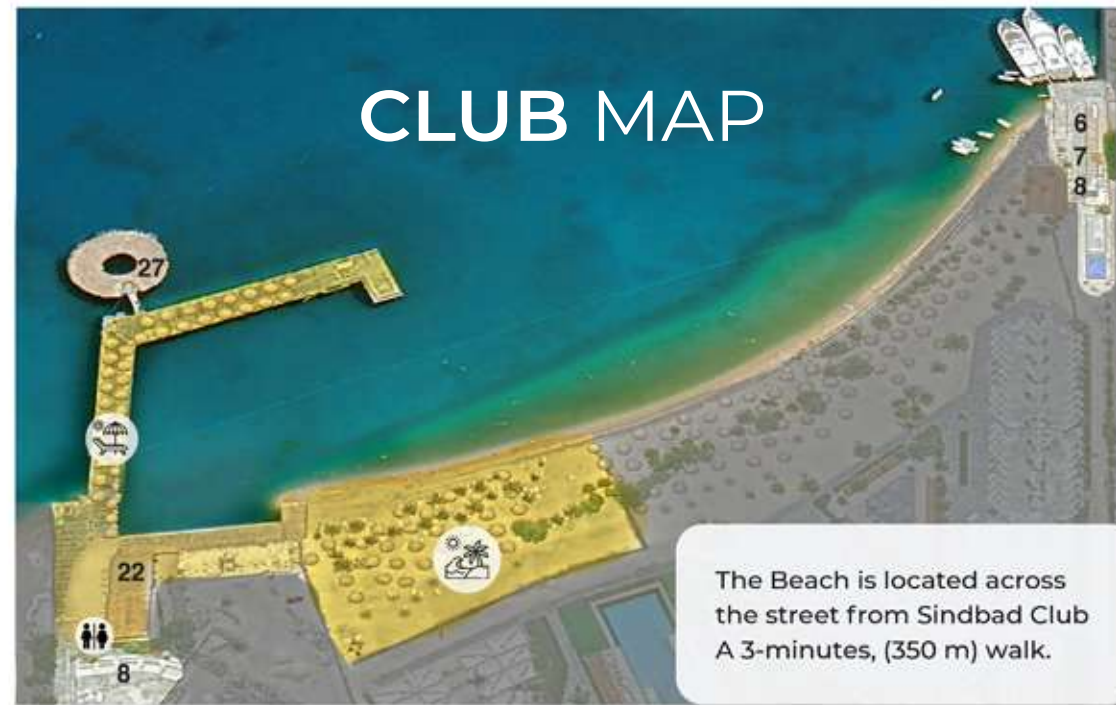 CLUB MAP
6
7
8
27
22
8
The Beach is located across
the street from Sindbad Club
A 3-minutes, (350 m) walk.